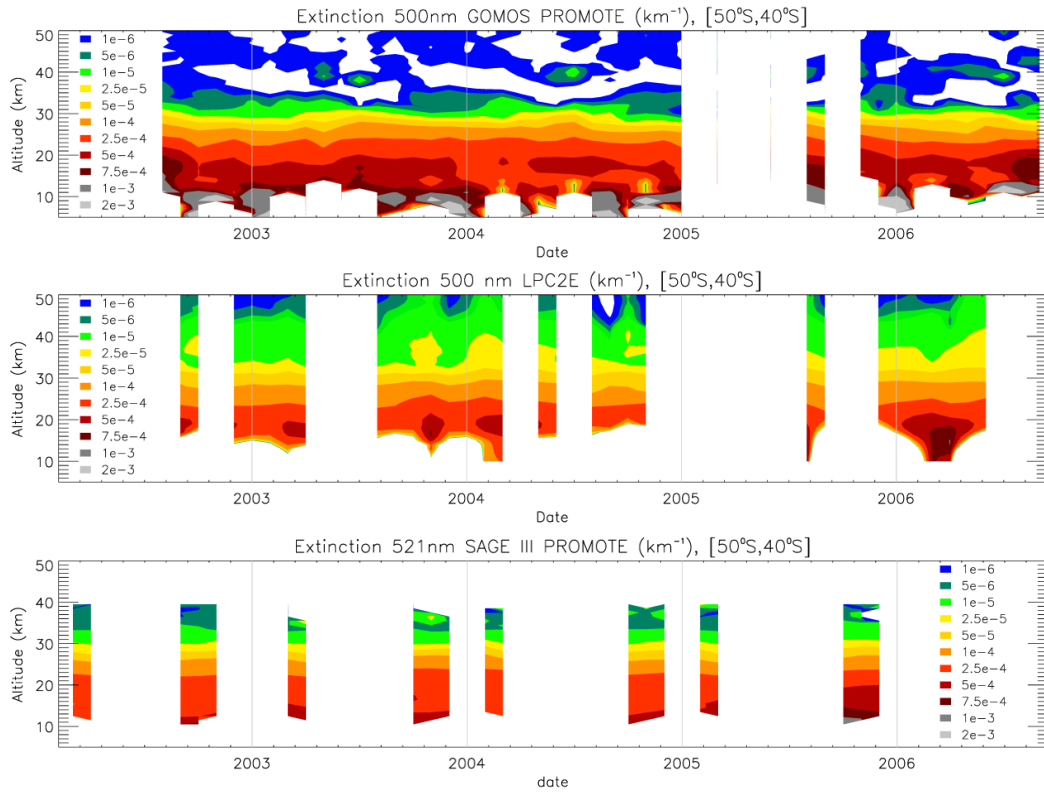 Extinction 500nm GOMOS PROMOTE (km⁻¹), [50°S,40°S]
50
40
30
20
10
Altitude (km)
1e−6
5e−6
1e−5
2.5e−5
5e−5
1e−4
2.5e−4
5e−4
7.5e−4
1e−3
2e−3
2003
2004
2005
2006
Date
Extinction 500 nm LPC2E (km⁻¹), [50°S,40°S]
50
40
30
20
10
Altitude (km)
1e−6
5e−6
1e−5
2.5e−5
5e−5
1e−4
2.5e−4
5e−4
7.5e−4
1e−3
2e−3
2003
2004
2005
2006
Date
Extinction 521nm SAGE III PROMOTE (km⁻¹), [50°S,40°S]
50
40
30
20
10
Altitude (km)
1e−6
5e−6
1e−5
2.5e−5
5e−5
1e−4
2.5e−4
5e−4
7.5e−4
1e−3
2e−3
2003
2004
2005
2006
date